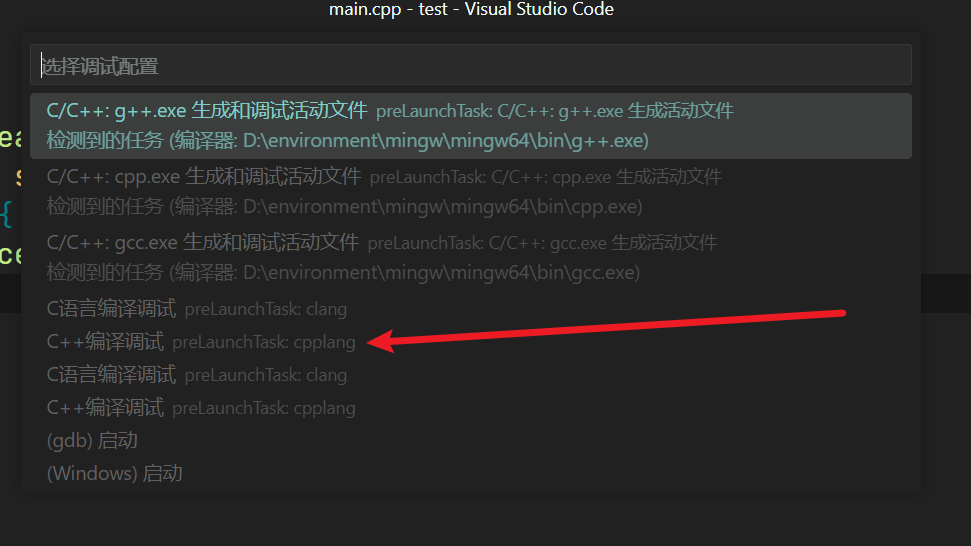 main.cpp - test - Visual Studio Code
选择调试配置
C/C++: g++.exe 生成和调试活动文件 preLaunchTask: C/C++: g++.exe 生成活动文件
检测到的任务 (编译器: D:\environment\mingw\mingw64\bin\g++.exe)
C/C++: cpp.exe 生成和调试活动文件 preLaunchTask: C/C++: cpp.exe 生成活动文件
检测到的任务 (编译器: D:\environment\mingw\mingw64\bin\cpp.exe)
C/C++: gcc.exe 生成和调试活动文件 preLaunchTask: C/C++: gcc.exe 生成活动文件
检测到的任务 (编译器: D:\environment\mingw\mingw64\bin\gcc.exe)
C语言编译调试 preLaunchTask: clang
C++编译调试 preLaunchTask: cpplang
C语言编译调试 preLaunchTask: clang
C++编译调试 preLaunchTask: cpplang
(gdb) 启动
(Windows) 启动